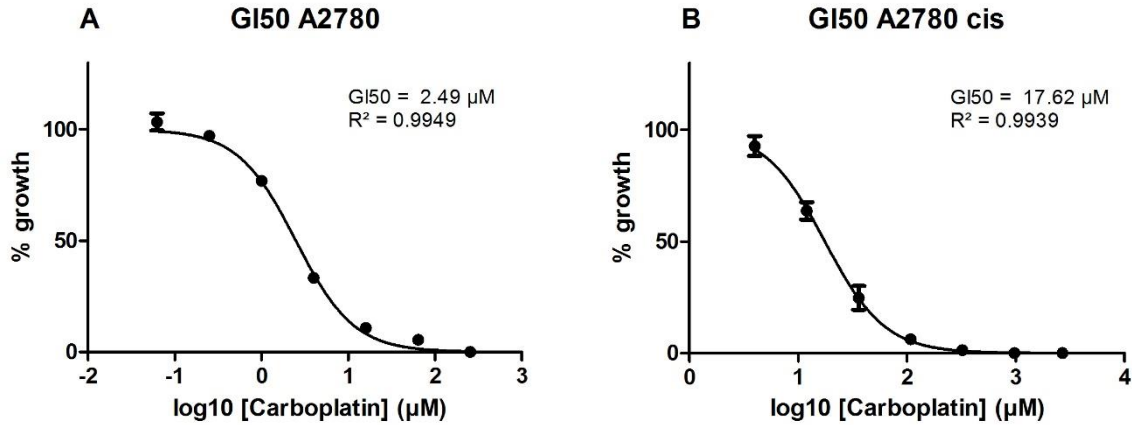 A GI50 A2780
GI50 = 2.49 µM
R² = 0.9949
% growth
100
50
0
-2 -1 0 1 2 3
log10 [Carboplatin] (µM)
B GI50 A2780 cis
GI50 = 17.62 µM
R² = 0.9939
% growth
100
50
0
0 1 2 3 4
log10 [Carboplatin] (µM)